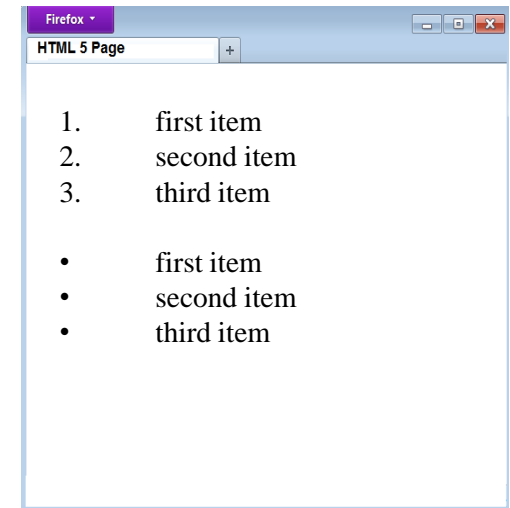 Firefox
HTML 5 Page
1. first item
2. second item
3. third item
• first item
• second item
• third item